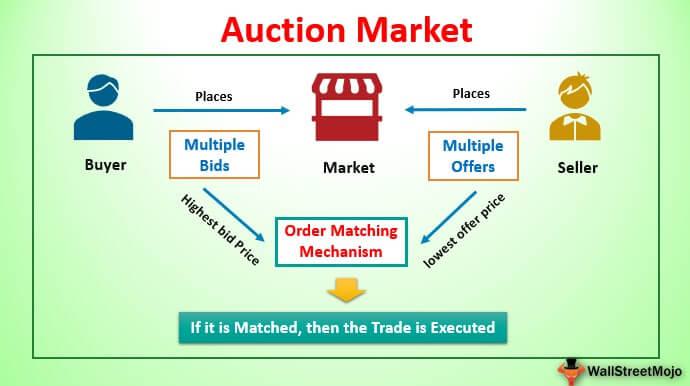 Auction Market
Places
Places
Multiple
Bids
Multiple
Offers
Buyer
Market
Seller
Highest bid Price
lowest offer price
Order Matching
Mechanism
If it is Matched, then the Trade is Executed
WallStreetMojo